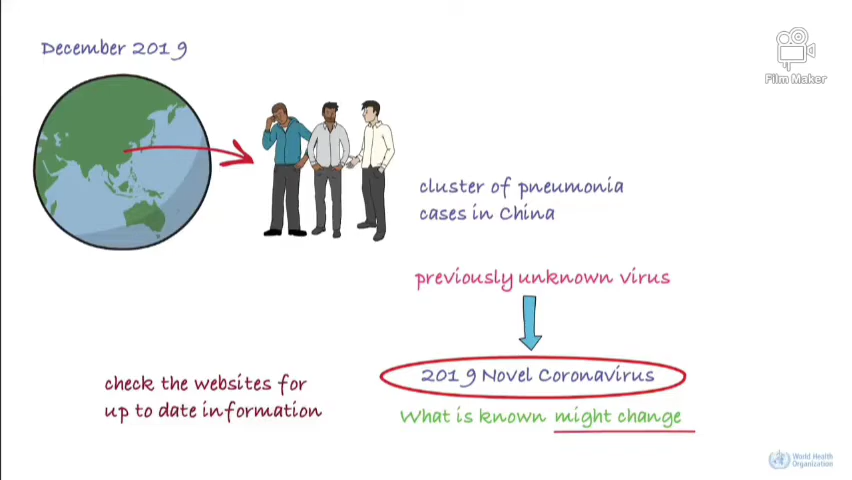 December 2019
Film Maker
cluster of pneumonia
cases in China
previously unknown virus
2019 Novel Coronavirus
check the websites for
up to date information
What is known might change
World Health
Organization